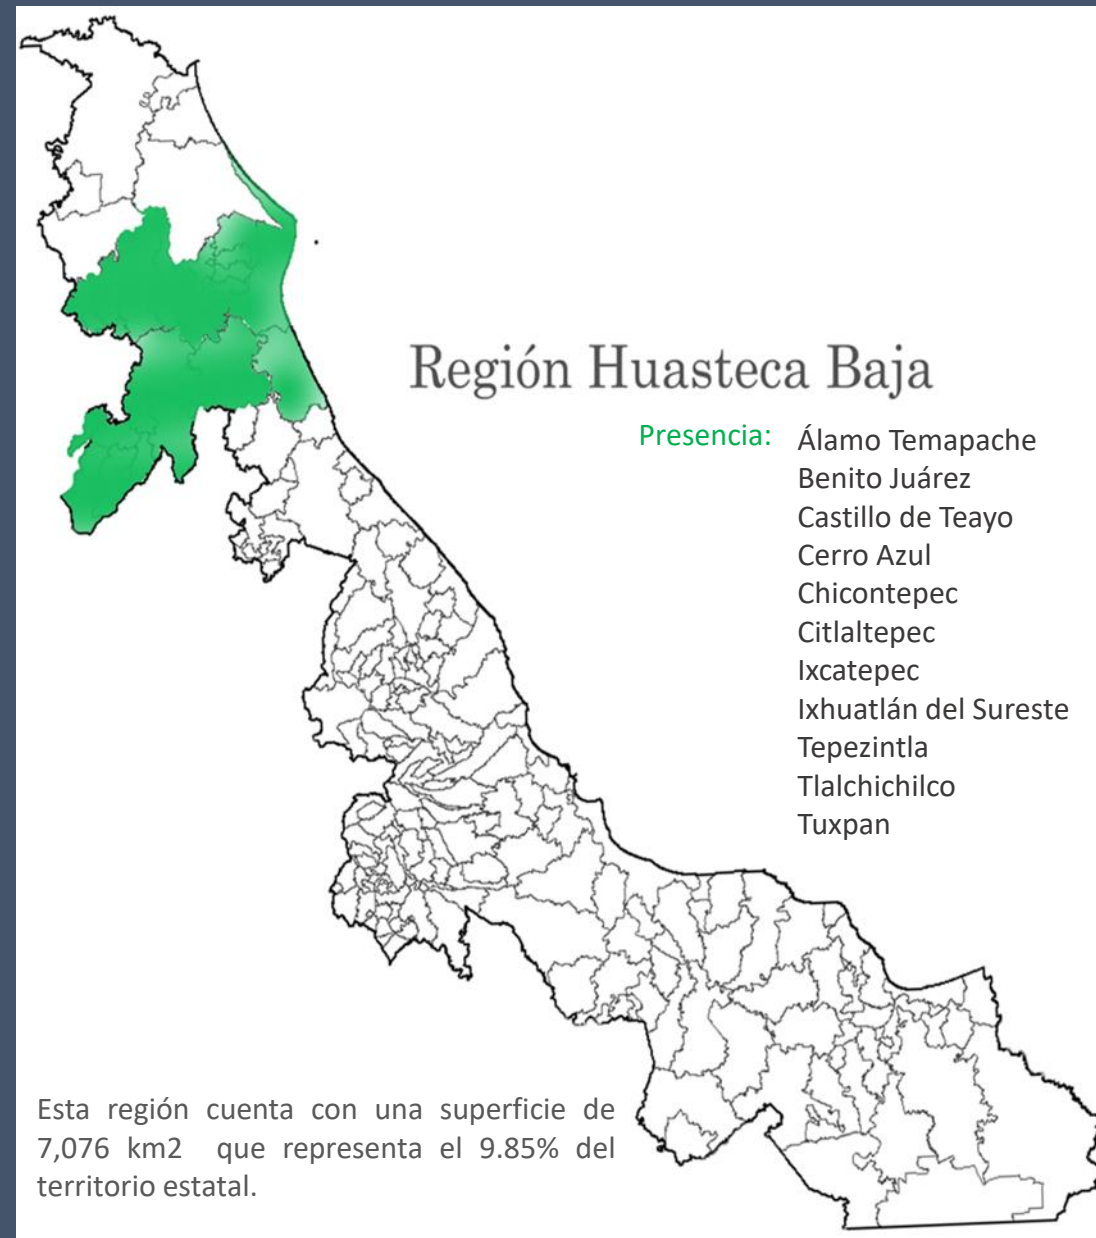 Región Huasteca Baja
Presencia:
Álamo Temapache
Benito Juárez
Castillo de Teayo
Cerro Azul
Chicontepec
Citlaltepec
Ixcatepec
Ixhuatlán del Sureste
Tepezintla
Tlalchichilco
Tuxpan
Esta región cuenta con una superficie de
7,076 km2 que representa el 9.85% del
territorio estatal.